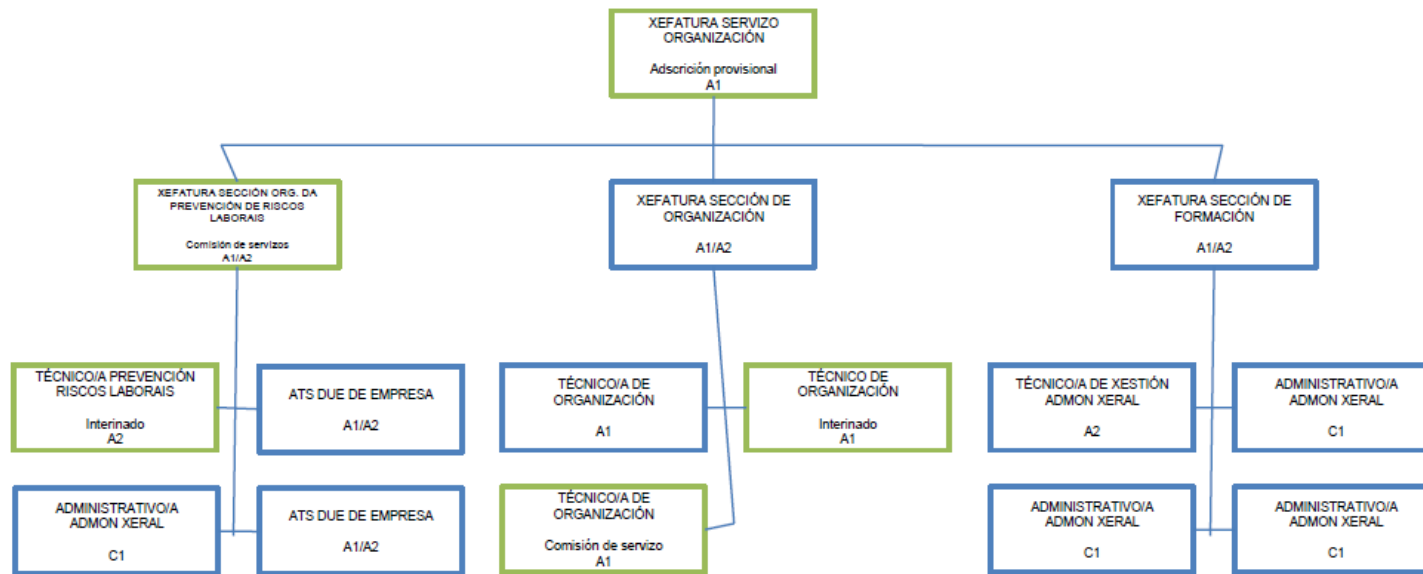 XEFATURA SERVIZO
ORGANIZACIÓN
Adscrición provisional
A1
XEFATURA SECCIÓN ORG. DA
PREVENCIÓN DE RISCOS
LABORAIS
Comisión de servizos
A1/A2
XEFATURA SECCIÓN DE
ORGANIZACIÓN
A1/A2
XEFATURA SECCIÓN DE
FORMACIÓN
A1/A2
TÉCNICO/A PREVENCIÓN
RISCOS LABORAIS
Interinado
A2
ATS DUE DE EMPRESA
A1/A2
TÉCNICO/A DE
ORGANIZACIÓN
A1
TÉCNICO DE
ORGANIZACIÓN
Interinado
A1
TÉCNICO/A DE XESTIÓN
ADMON XERAL
A2
ADMINISTRATIVO/A
ADMON XERAL
C1
ADMINISTRATIVO/A
ADMON XERAL
C1
ATS DUE DE EMPRESA
A1/A2
TÉCNICO/A DE
ORGANIZACIÓN
Comisión de servizo
A1
ADMINISTRATIVO/A
ADMON XERAL
C1
ADMINISTRATIVO/A
ADMON XERAL
C1